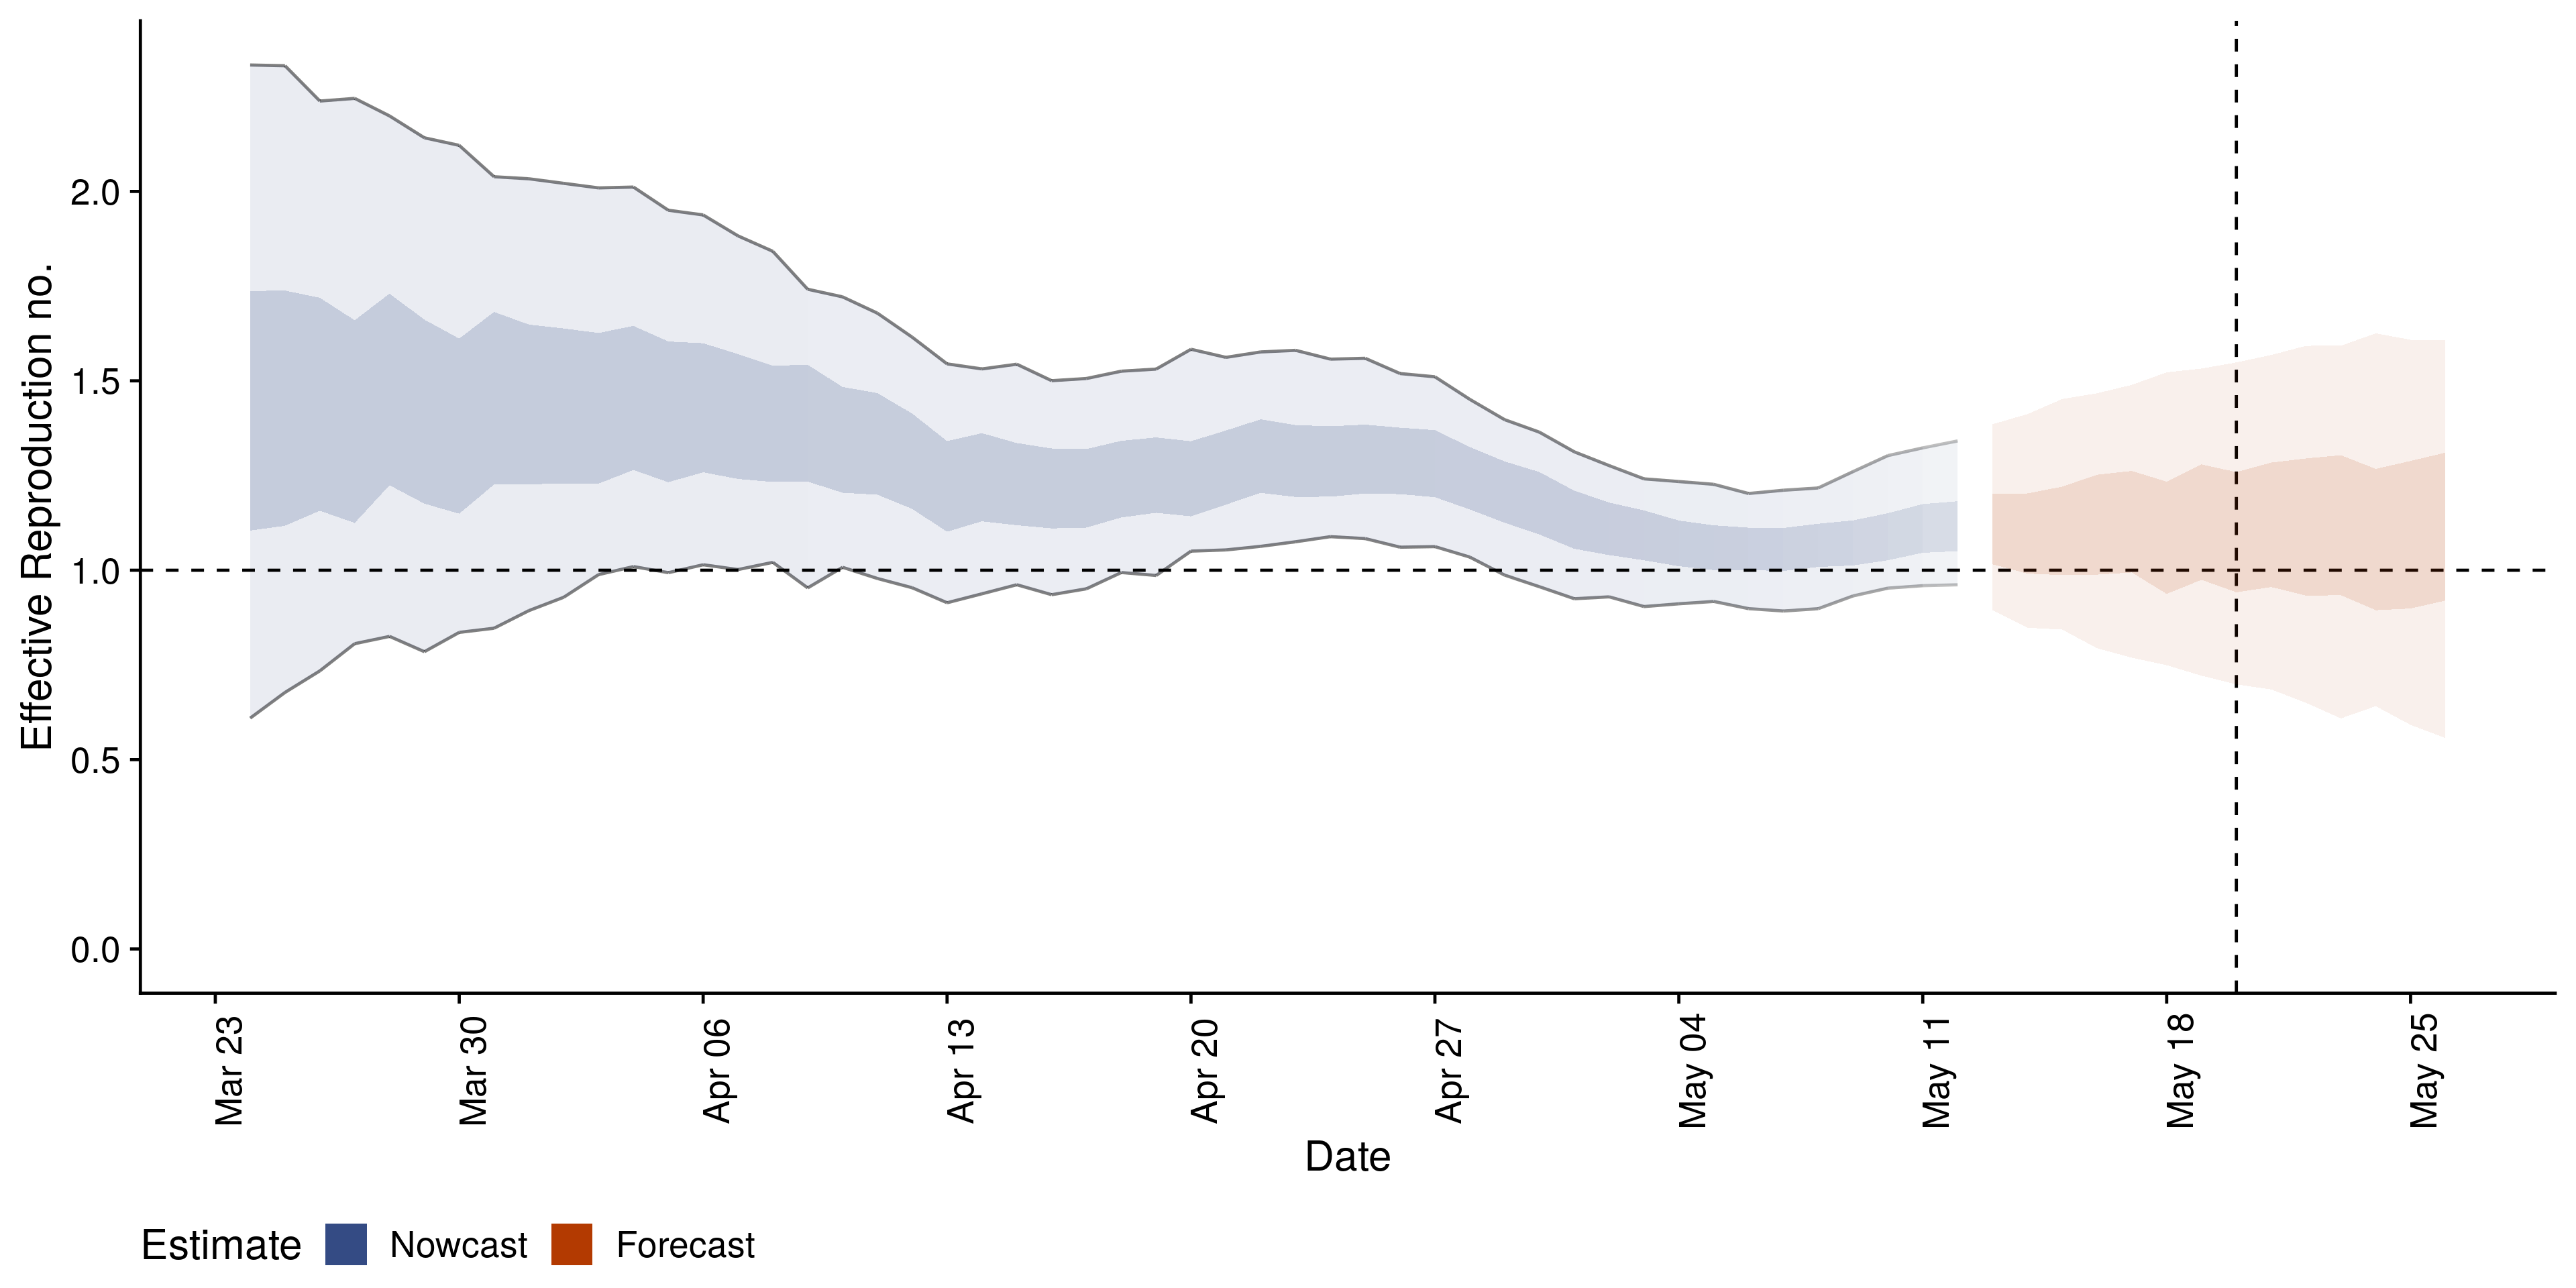 Effective Reproduction no.
2.0
1.5
1.0
0.5
0.0
Mar 23
Mar 30
Apr 06
Apr 13
Apr 20
Apr 27
May 04
May 11
May 18
May 25
Date
Estimate Nowcast Forecast